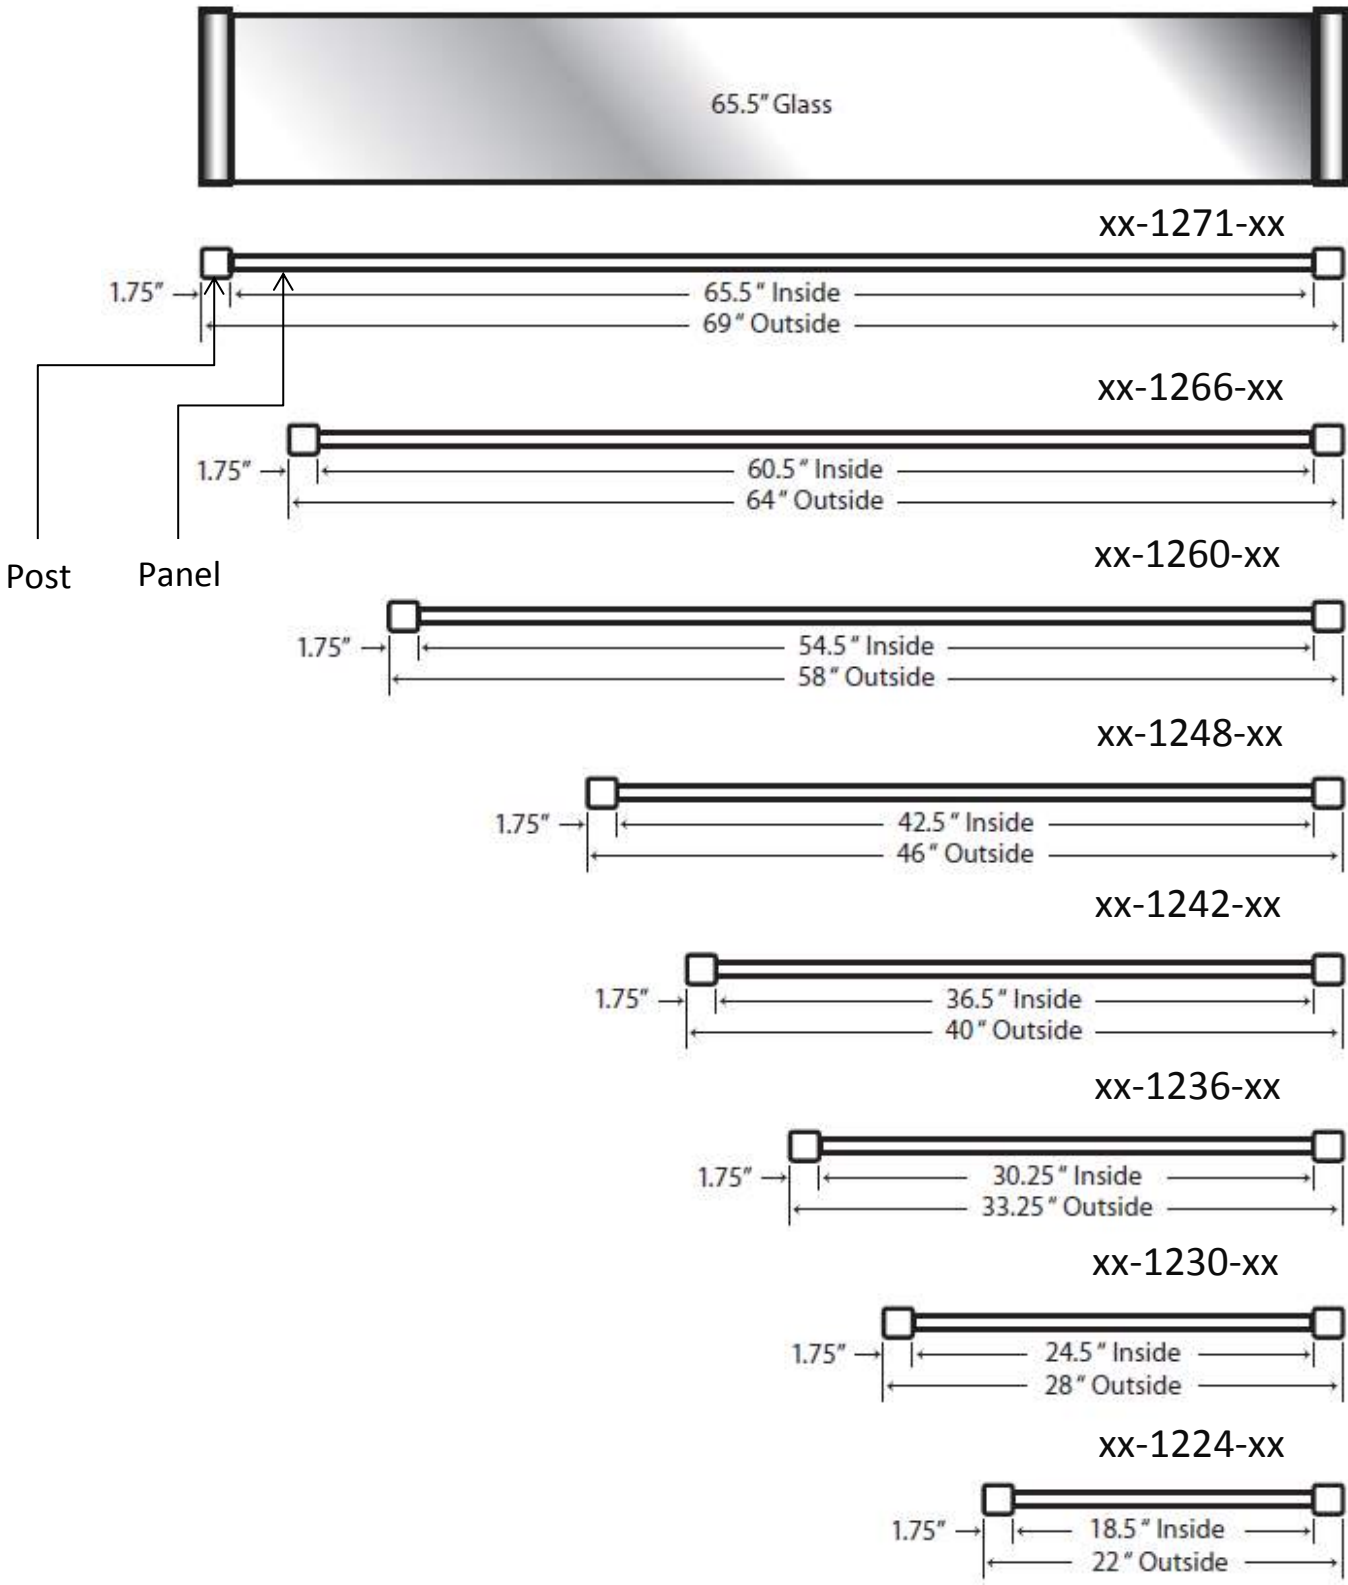 65.5" Glass
xx-1271-xx
1.75"
65.5" Inside
69" Outside
xx-1266-xx
1.75"
60.5" Inside
64" Outside
Post
Panel
xx-1260-xx
1.75"
54.5" Inside
58" Outside
xx-1248-xx
1.75"
42.5" Inside
46" Outside
xx-1242-xx
1.75"
36.5" Inside
40" Outside
xx-1236-xx
1.75"
30.25" Inside
33.25" Outside
xx-1230-xx
1.75"
24.5" Inside
28" Outside
xx-1224-xx
1.75"
18.5" Inside
22" Outside